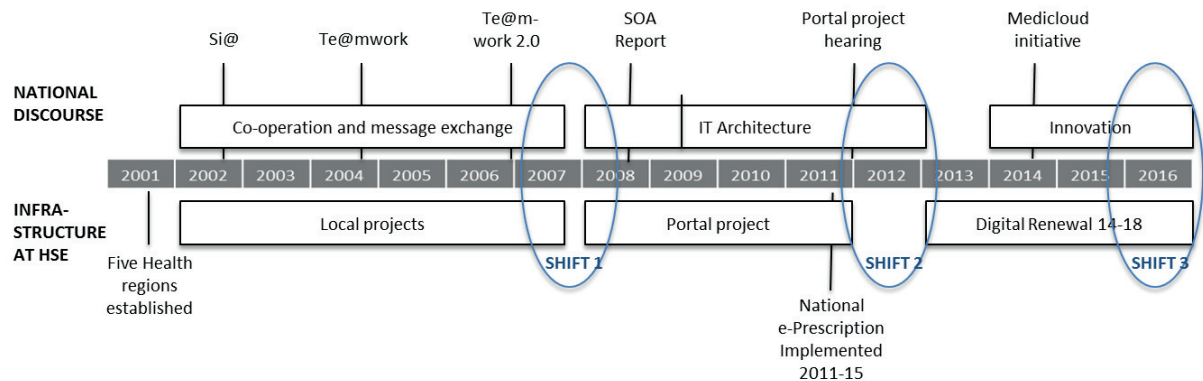 Si@
Te@mwork
Te@m-
work 2.0
SOA
Report
Portal project
hearing
Medicloud
initiative
NATIONAL
DISCOURSE
Co-operation and message exchange
IT Architecture
Innovation
2001 2002 2003 2004 2005 2006 2007 2008 2009 2010 2011 2012 2013 2014 2015 2016
INFRA-
STRUCTURE
AT HSE
Local projects
Portal project
Digital Renewal 14-18
SHIFT 1
SHIFT 2
SHIFT 3
Five Health
regions
established
National
e-Prescription
Implemented
2011-15